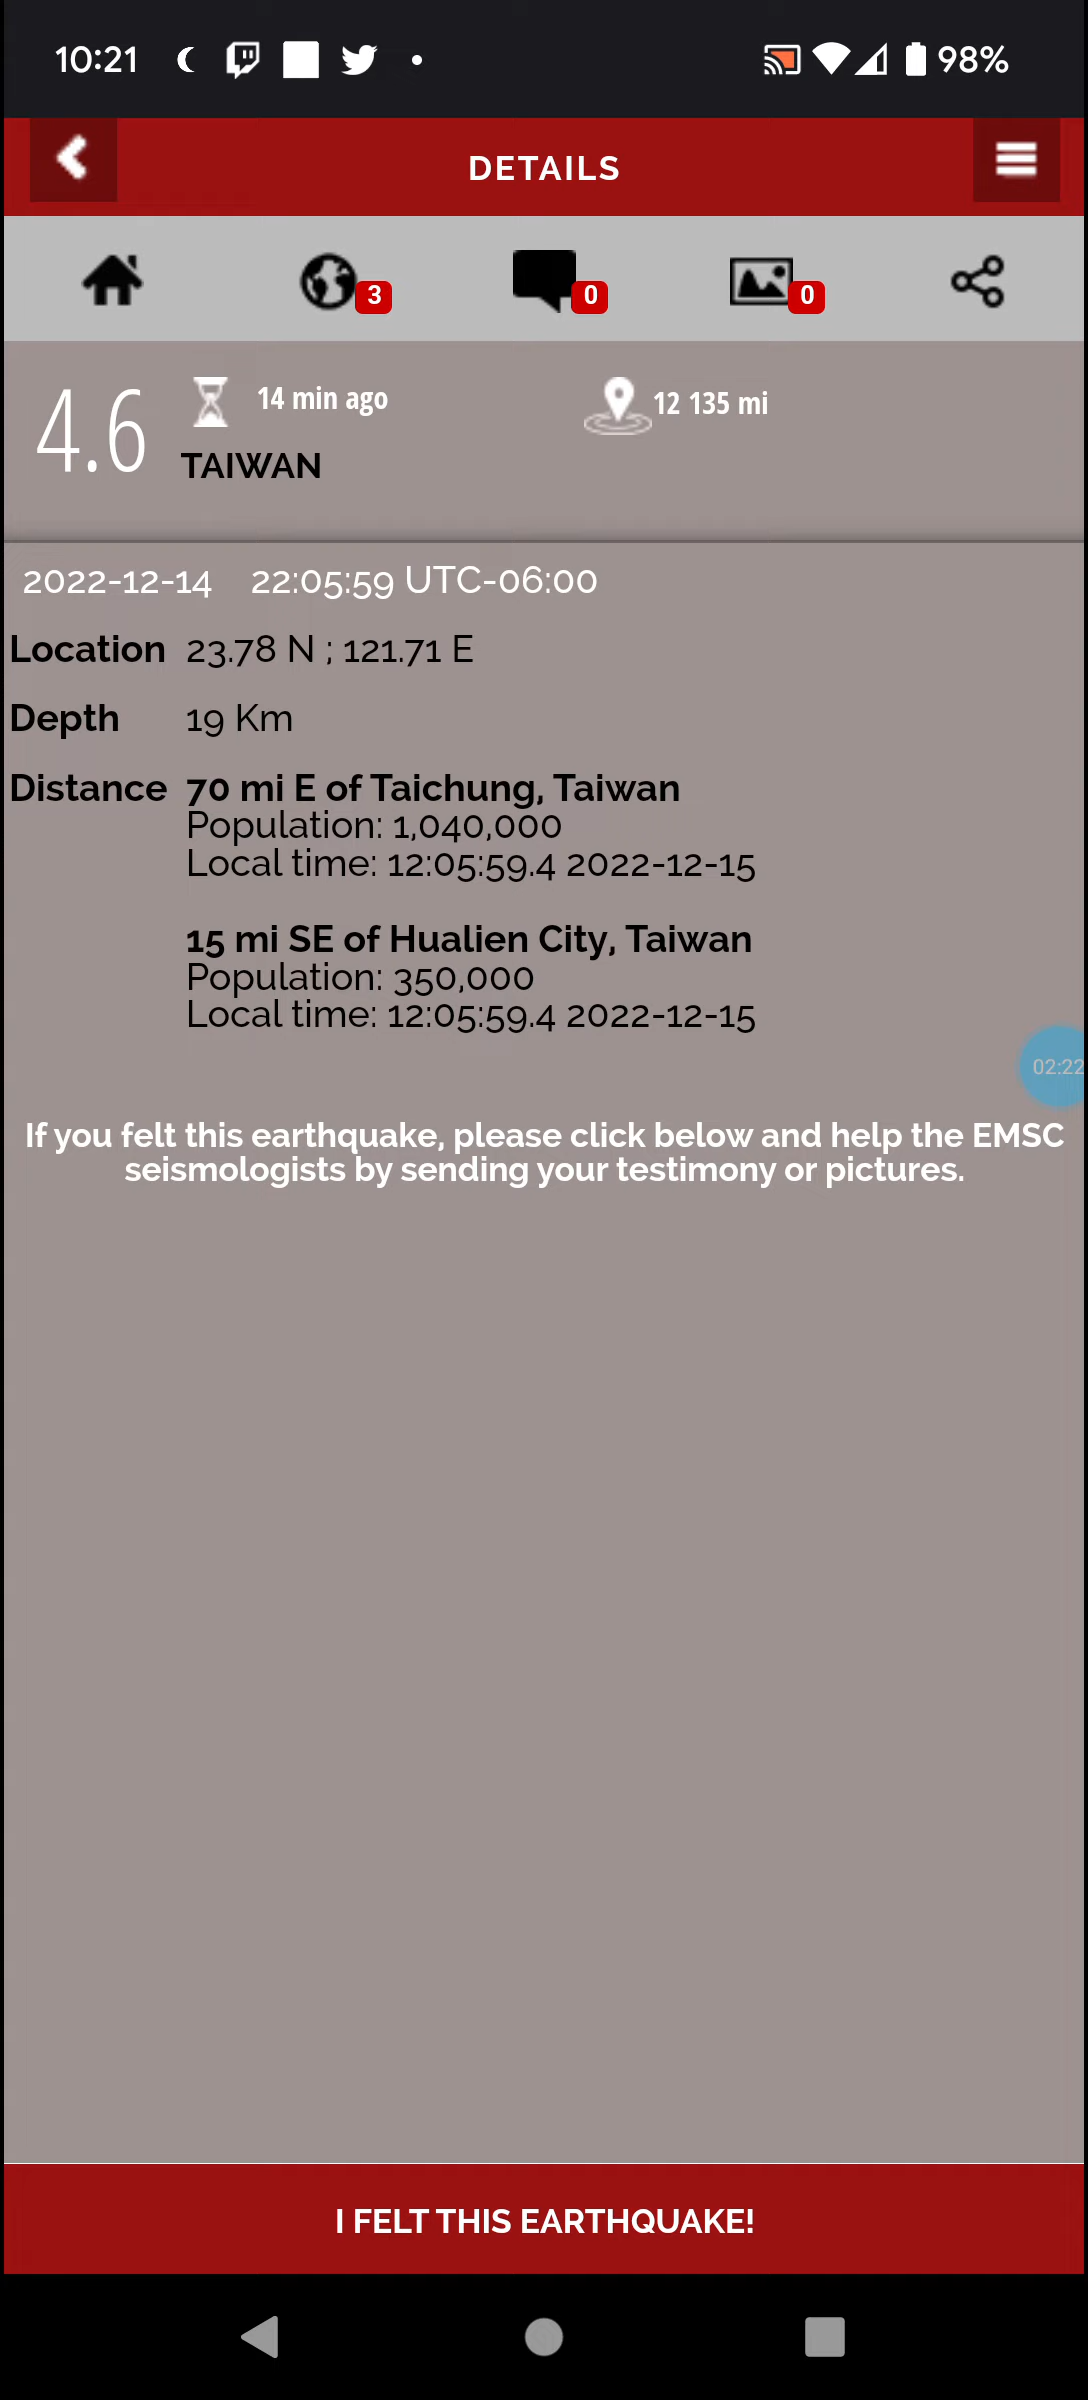 10:21 98%
DETAILS
3 0 0
4.6 14 min ago 12 135 mi
TAIWAN
2022-12-14 22:05:59 UTC-06:00
Location 23.78 N ; 121.71 E
Depth 19 Km
Distance 70 mi E of Taichung, Taiwan
Population: 1,040,000
Local time: 12:05:59.4 2022-12-15
15 mi SE of Hualien City, Taiwan
Population: 350,000
Local time: 12:05:59.4 2022-12-15
02:22
If you felt this earthquake, please click below and help the EMSC
seismologists by sending your testimony or pictures.
I FELT THIS EARTHQUAKE!